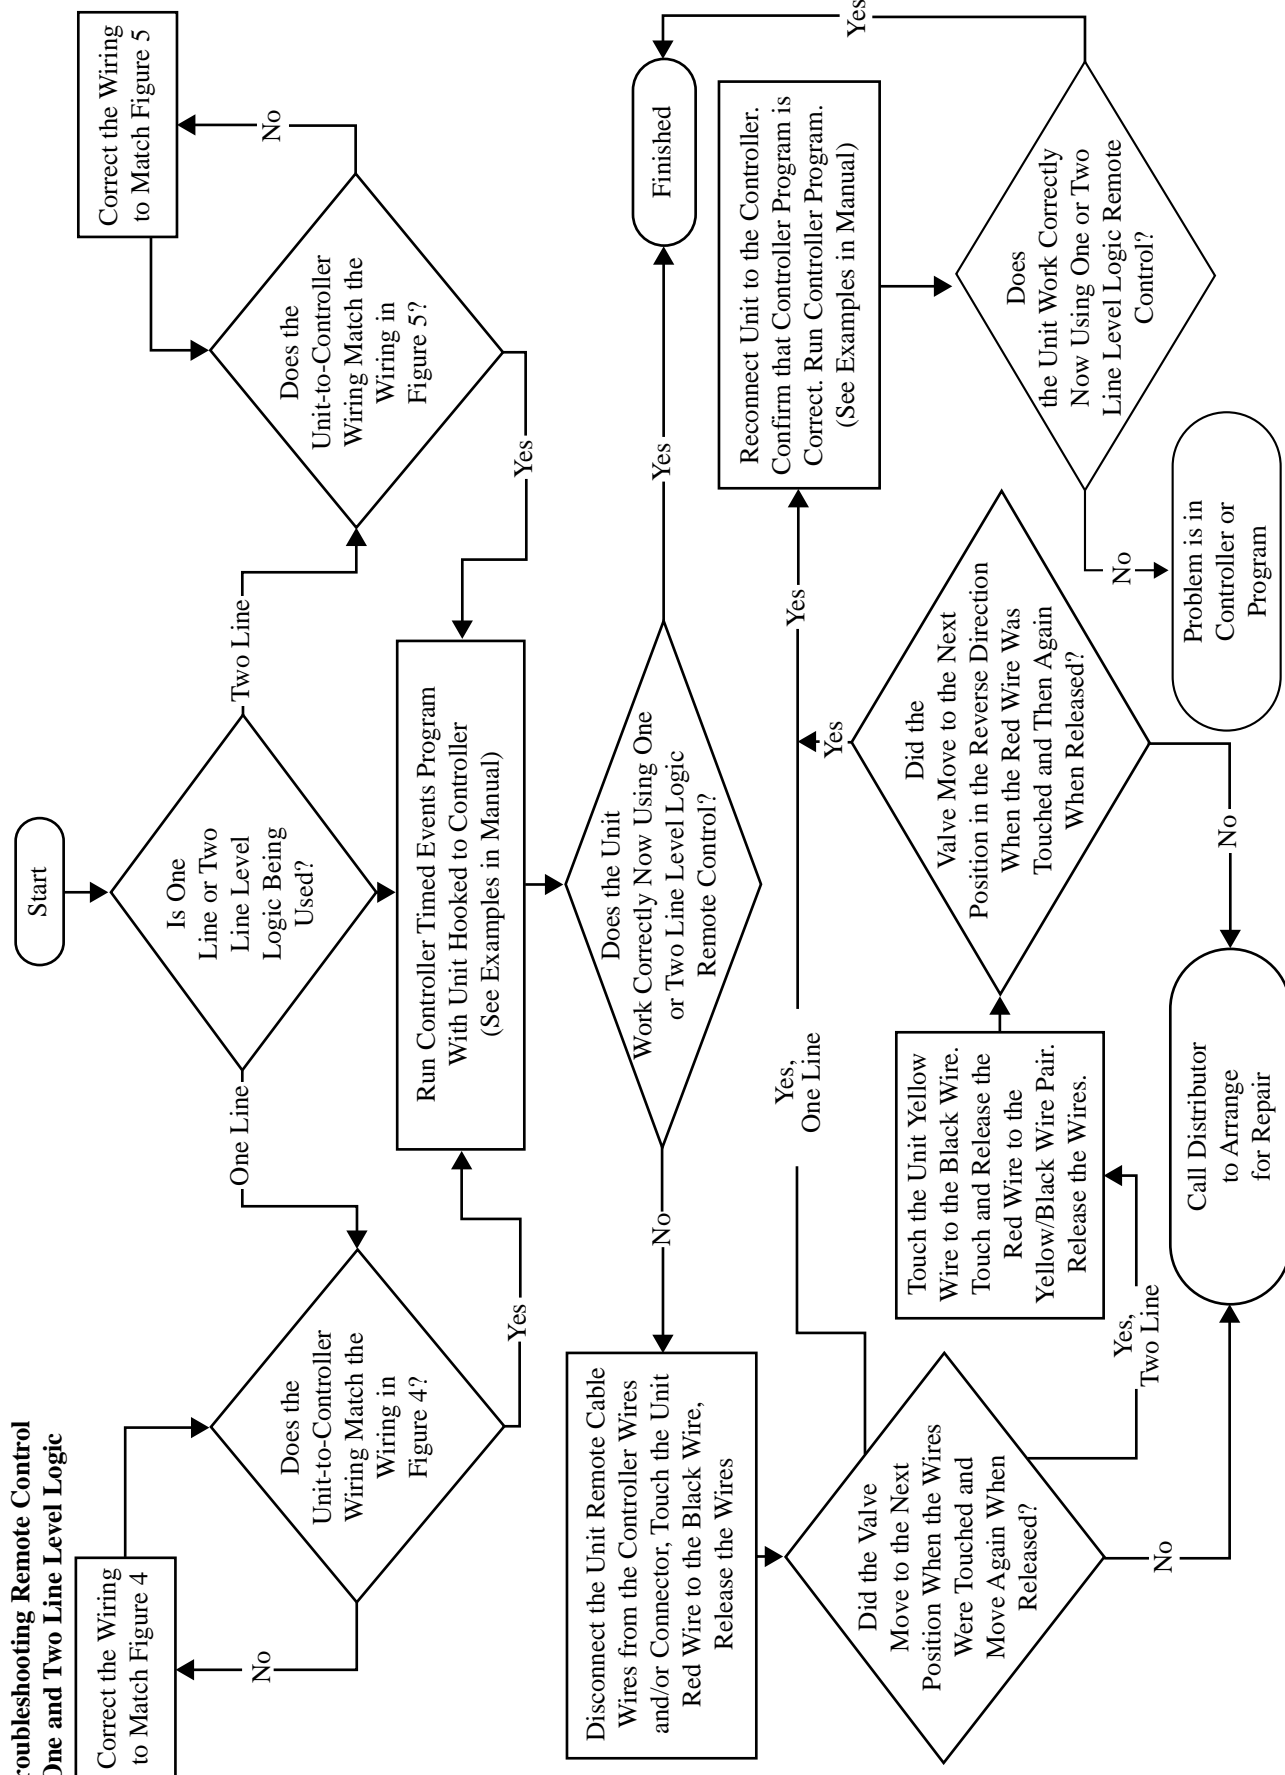 roubleshooting Remote Control
One and Two Line Level Logic
Start
Is One
Line or Two
Line Level
Logic Being
Used?
One Line
Two Line
Correct the Wiring
to Match Figure 4
No
Does the
Unit-to-Controller
Wiring Match the
Wiring in
Figure 4?
Yes
Correct the Wiring
to Match Figure 5
No
Does the
Unit-to-Controller
Wiring Match the
Wiring in
Figure 5?
Yes
Run Controller Timed Events Program
With Unit Hooked to Controller
(See Examples in Manual)
Does the Unit
Work Correctly Now Using One
or Two Line Level Logic
Remote Control?
No
Yes
Finished
Disconnect the Unit Remote Cable
Wires from the Controller Wires
and/or Connector, Touch the Unit
Red Wire to the Black Wire,
Release the Wires
Did the Valve
Move to the Next
Position When the Wires
Were Touched and
Move Again When
Released?
Yes,
One Line
Yes
Yes,
Two Line
No
Touch the Unit Yellow
Wire to the Black Wire.
Touch and Release the
Red Wire to the
Yellow/Black Wire Pair.
Release the Wires.
Did the
Valve Move to the Next
Position in the Reverse Direction
When the Red Wire Was
Touched and Then Again
When Released?
Yes
No
Call Distributor
to Arrange
for Repair
Reconnect Unit to the Controller.
Confirm that Controller Program is
Correct. Run Controller Program.
(See Examples in Manual)
Does
the Unit Work Correctly
Now Using One or Two
Line Level Logic Remote
Control?
Yes
No
Problem is in
Controller or
Program